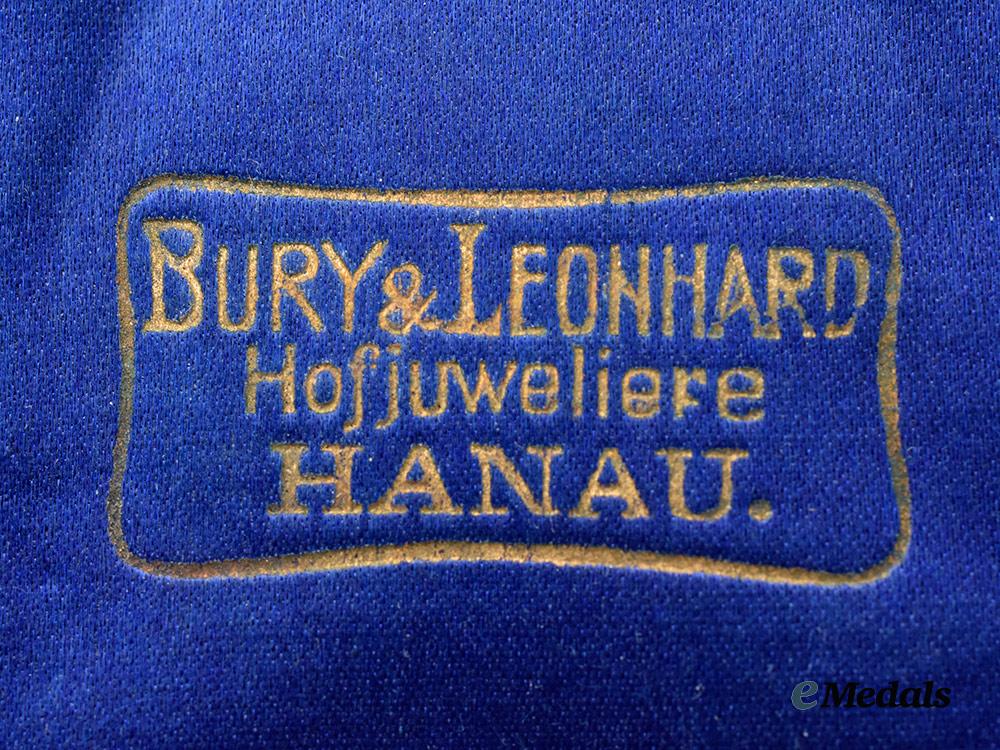 BURY & LEONHARD
Hofjuweliere
HANAU.
eMedals